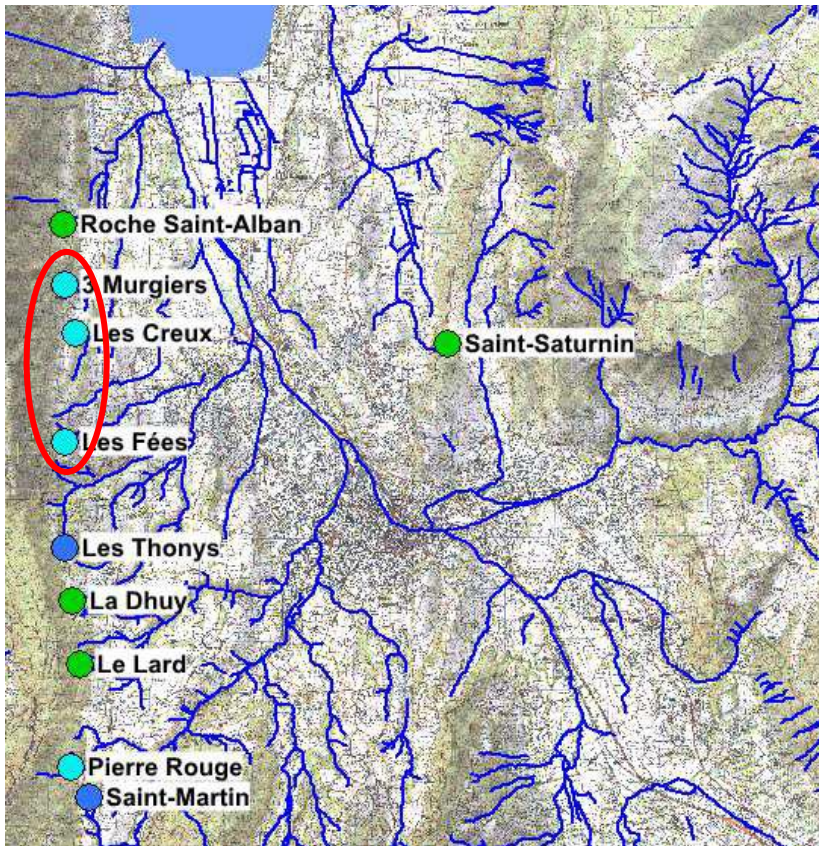 Roche Saint-Alban
3 Murgiers
Les Creux
Saint-Saturnin
Les Fées
Les Thonys
La Dhuy
Le Lard
Pierre Rouge
Saint-Martin